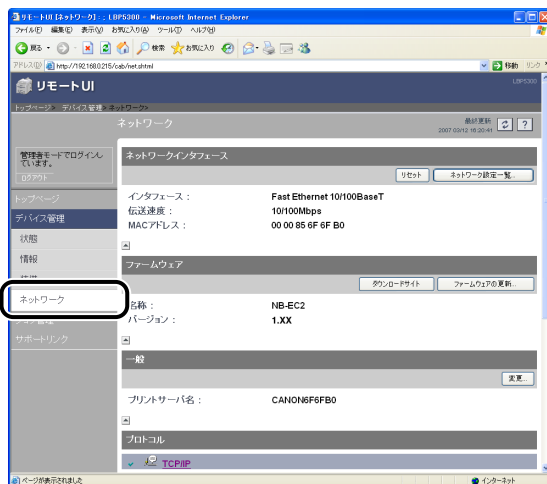 リモートUI [ネットワーク] : ; LBP5300 - Microsoft Internet Explorer
ファイル(F) 編集(E) 表示(V) お気に入り(A) ツール(T) ヘルプ(H)
戻る 検索 お気に入り
アドレス(D) http://192.168.0.215/cab/net.shtml 移動 リンク
リモートUI LBP5300
トップページ> デバイス管理> ネットワーク>
ネットワーク
最終更新
2007 03/12 16:20:41
?
管理者モードでログインしています。
ログアウト
トップページ
デバイス管理
状態
情報
ネットワーク
サポートリンク
ネットワークインタフェース
リセット ネットワーク設定一覧...
インタフェース : Fast Ethernet 10/100BaseT
伝送速度 : 10/100Mbps
MACアドレス : 00 00 85 6F 6F B0
ファームウェア
ダウンロードサイト ファームウェアの更新...
名称 : NB-EC2
バージョン : 1.XX
一般
変更...
プリントサーバ名 : CANON6F6FB0
プロトコル
TCP/IP
ページが表示されました インターネット